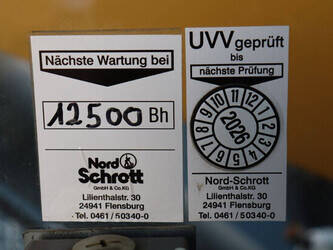 Nächste Wartung bei
12500 Bh
Nord
Schrott
GmbH & Co.KG
Lilienthalstr. 30
24941 Flensburg
Tel. 0461 / 50340-0
UVV geprüft
bis
nächste Prüfung
1 2 3 4 5 6 7 8 9 10 11 12
2026
Nord-Schrott
GmbH & Co.KG
Lilienthalstr. 30
24941 Flensburg
Tel. 0461 / 50340-0